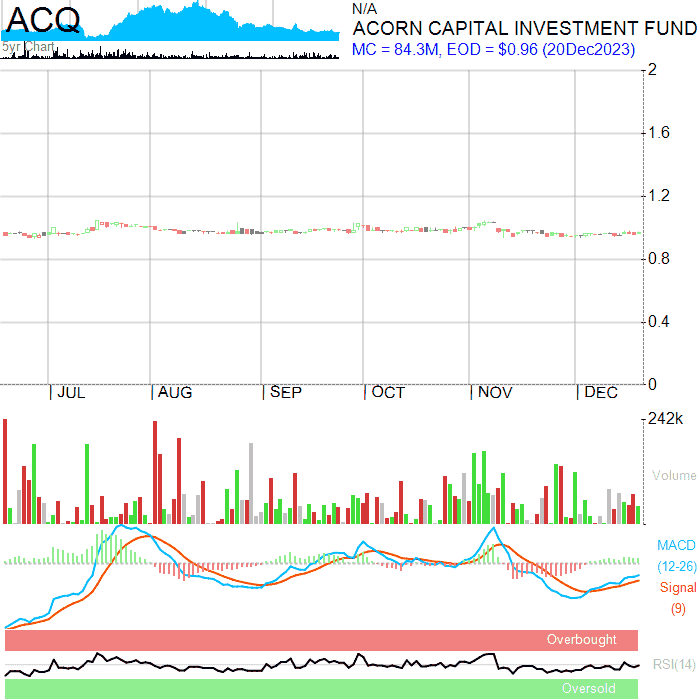 ACQ
5yr Chart
N/A
ACORN CAPITAL INVESTMENT FUND
MC = 84.3M, EOD = $0.96 (20Dec2023)
2
1.6
1.2
0.8
0.4
0
JUL AUG SEP OCT NOV DEC
242k
Volume
MACD
(12-26)
Signal
(9)
Overbought
RSI(14)
Oversold